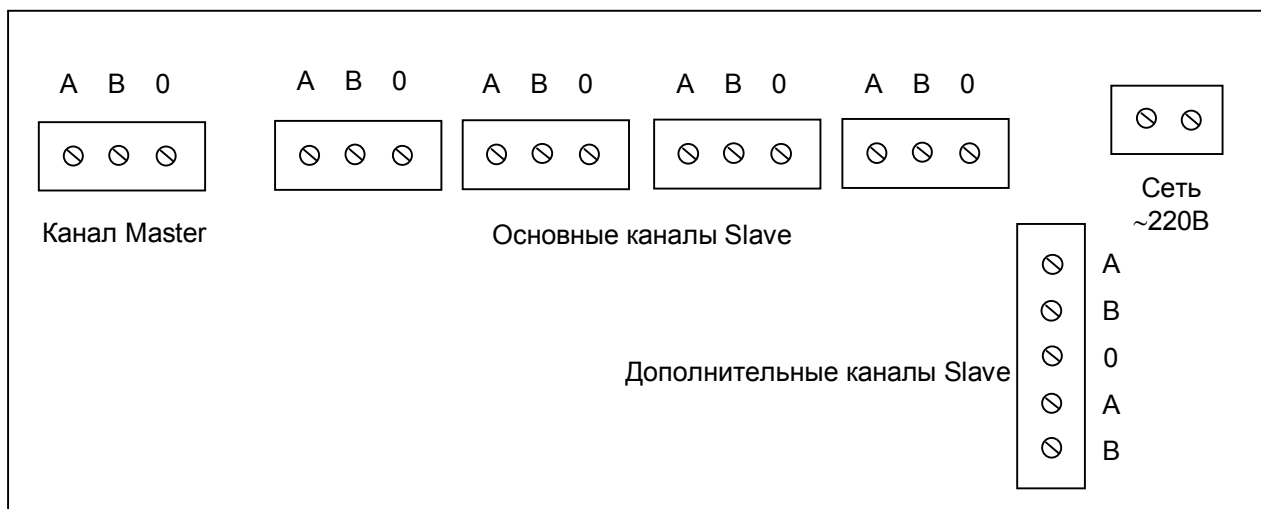 А В 0
А В 0
А В 0
А В 0
А В 0
Канал Master
Основные каналы Slave
Сеть
~220В
А
В
0
Дополнительные каналы Slave
А
В